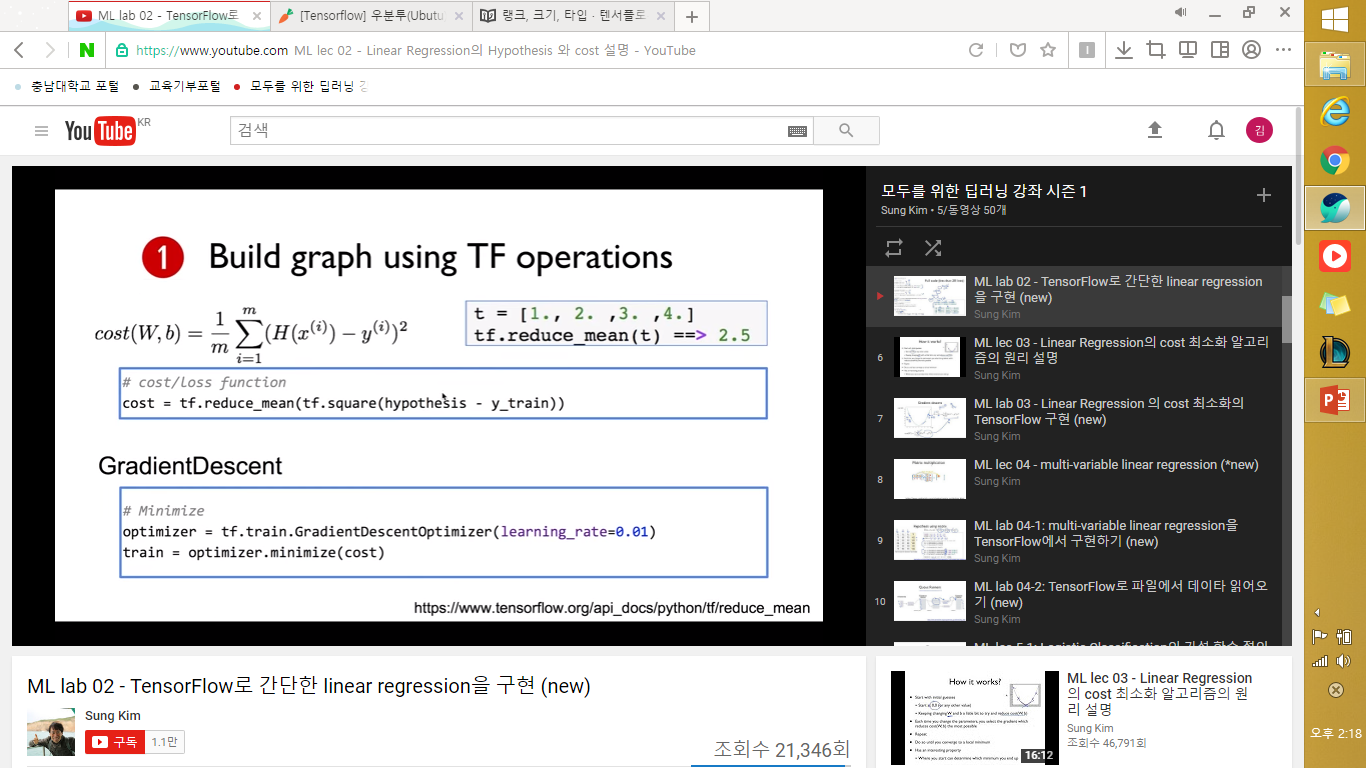 ML lab 02 - TensorFlow로
[Tensorflow] 우분투(Ubutu
랭크, 크기, 타입 · 텐서플로
N
https://www.youtube.com ML lec 02 - Linear Regression의 Hypothesis 와 cost 설명 - YouTube
충남대학교 포털
교육기부포털
모두를 위한 딥러닝 강
YouTube KR
검색
김
1 Build graph using TF operations
cost(W, b) = 1/m ∑ i=1 m (H(x^(i)) − y^(i))^2
t = [1., 2. ,3. ,4.]
tf.reduce_mean(t) ==> 2.5
# cost/loss function
cost = tf.reduce_mean(tf.square(hypothesis - y_train))
GradientDescent
# Minimize
optimizer = tf.train.GradientDescentOptimizer(learning_rate=0.01)
train = optimizer.minimize(cost)
https://www.tensorflow.org/api_docs/python/tf/reduce_mean
모두를 위한 딥러닝 강좌 시즌 1
Sung Kim • 5/동영상 50개
ML lab 02 - TensorFlow로 간단한 linear regression
을 구현 (new)
Sung Kim
6
ML lec 03 - Linear Regression의 cost 최소화 알고리
즘의 원리 설명
Sung Kim
7
ML lab 03 - Linear Regression 의 cost 최소화의
TensorFlow 구현 (new)
Sung Kim
8
ML lec 04 - multi-variable linear regression (*new)
Sung Kim
9
ML lab 04-1: multi-variable linear regression을
TensorFlow에서 구현하기 (new)
Sung Kim
10
ML lab 04-2: TensorFlow로 파일에서 데이타 읽어오
기 (new)
Sung Kim
ML lab 02 - TensorFlow로 간단한 linear regression을 구현 (new)
Sung Kim
구독 1.1만
조회수 21,346회
How it works?
16:12
ML lec 03 - Linear Regression
의 cost 최소화 알고리즘의 원
리 설명
Sung Kim
조회수 46,791회
오후 2:18